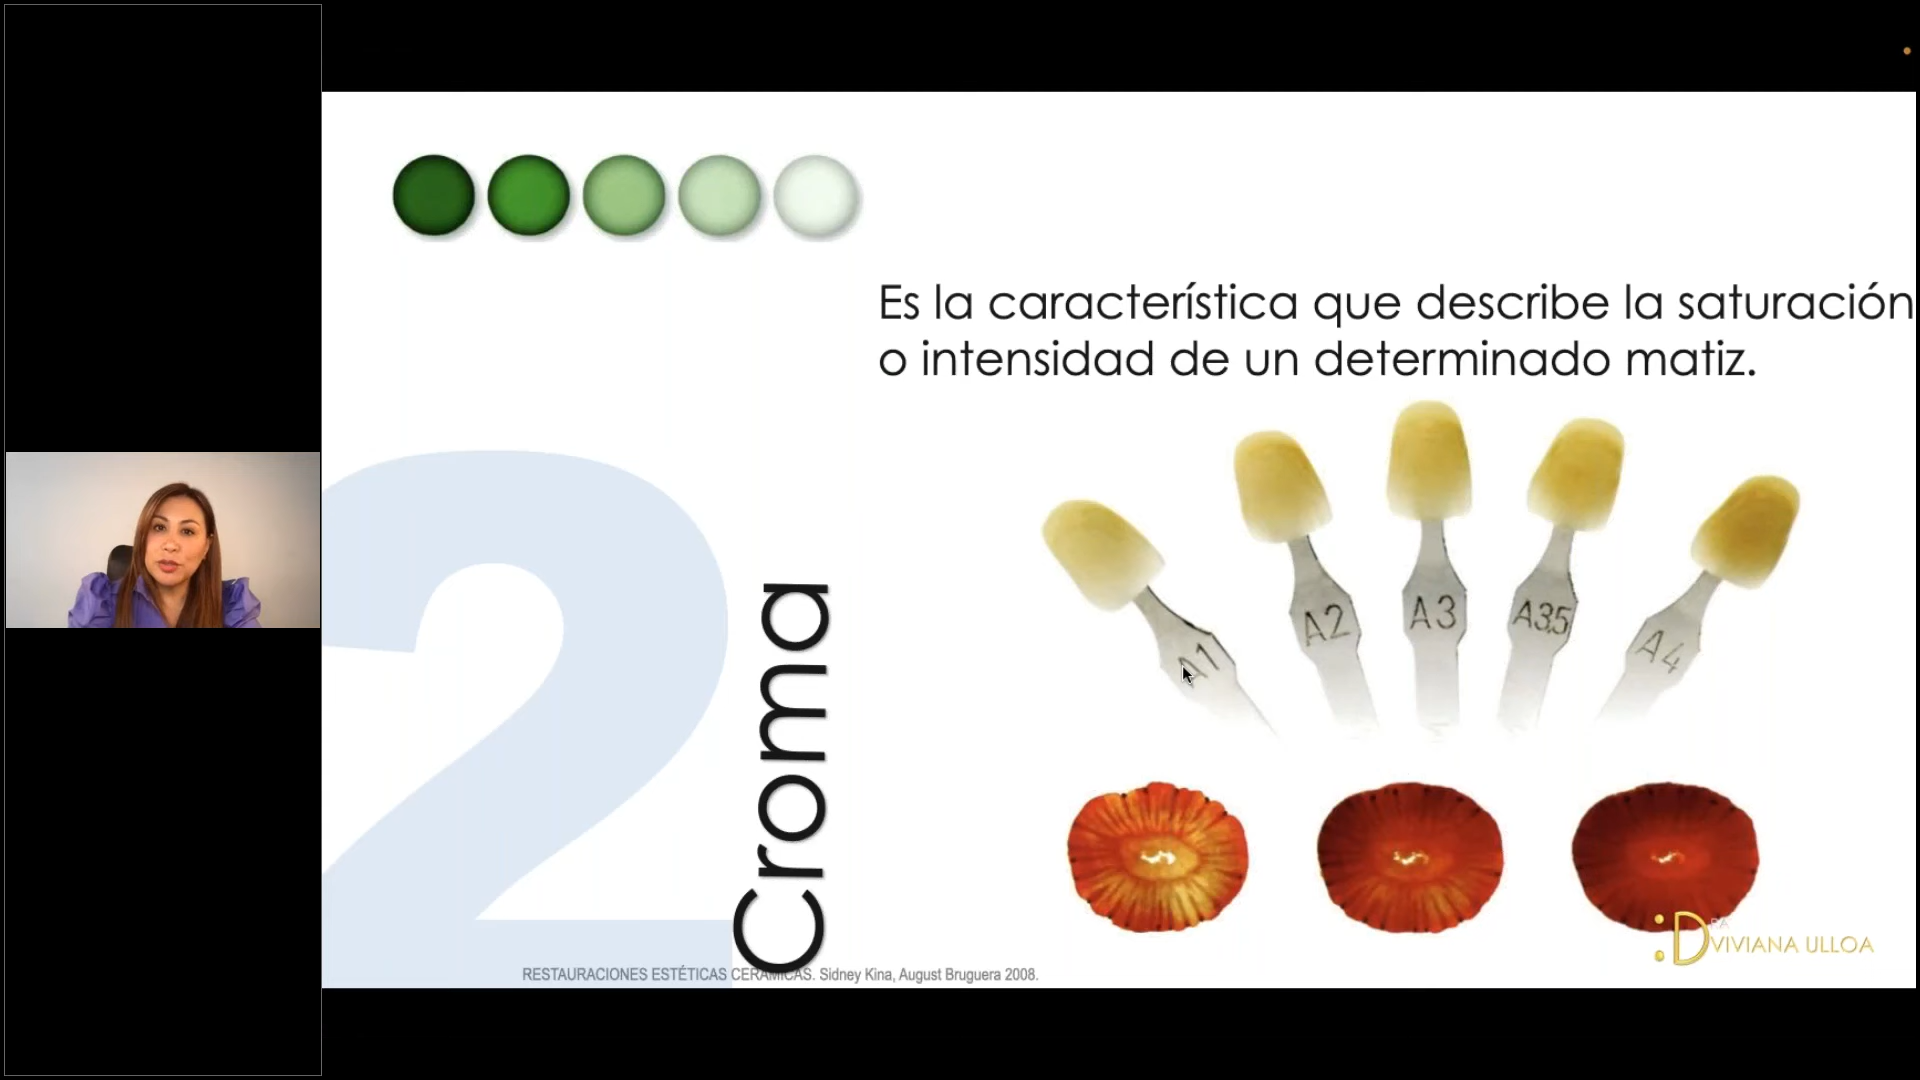 Es la característica que describe la saturación
o intensidad de un determinado matiz.
2
Croma
A1
A2
A3
A3,5
A4
RESTAURACIONES ESTÉTICAS CERÁMICAS. Sidney Kina, August Bruguera 2008.
:D RA
VIVIANA ULLOA